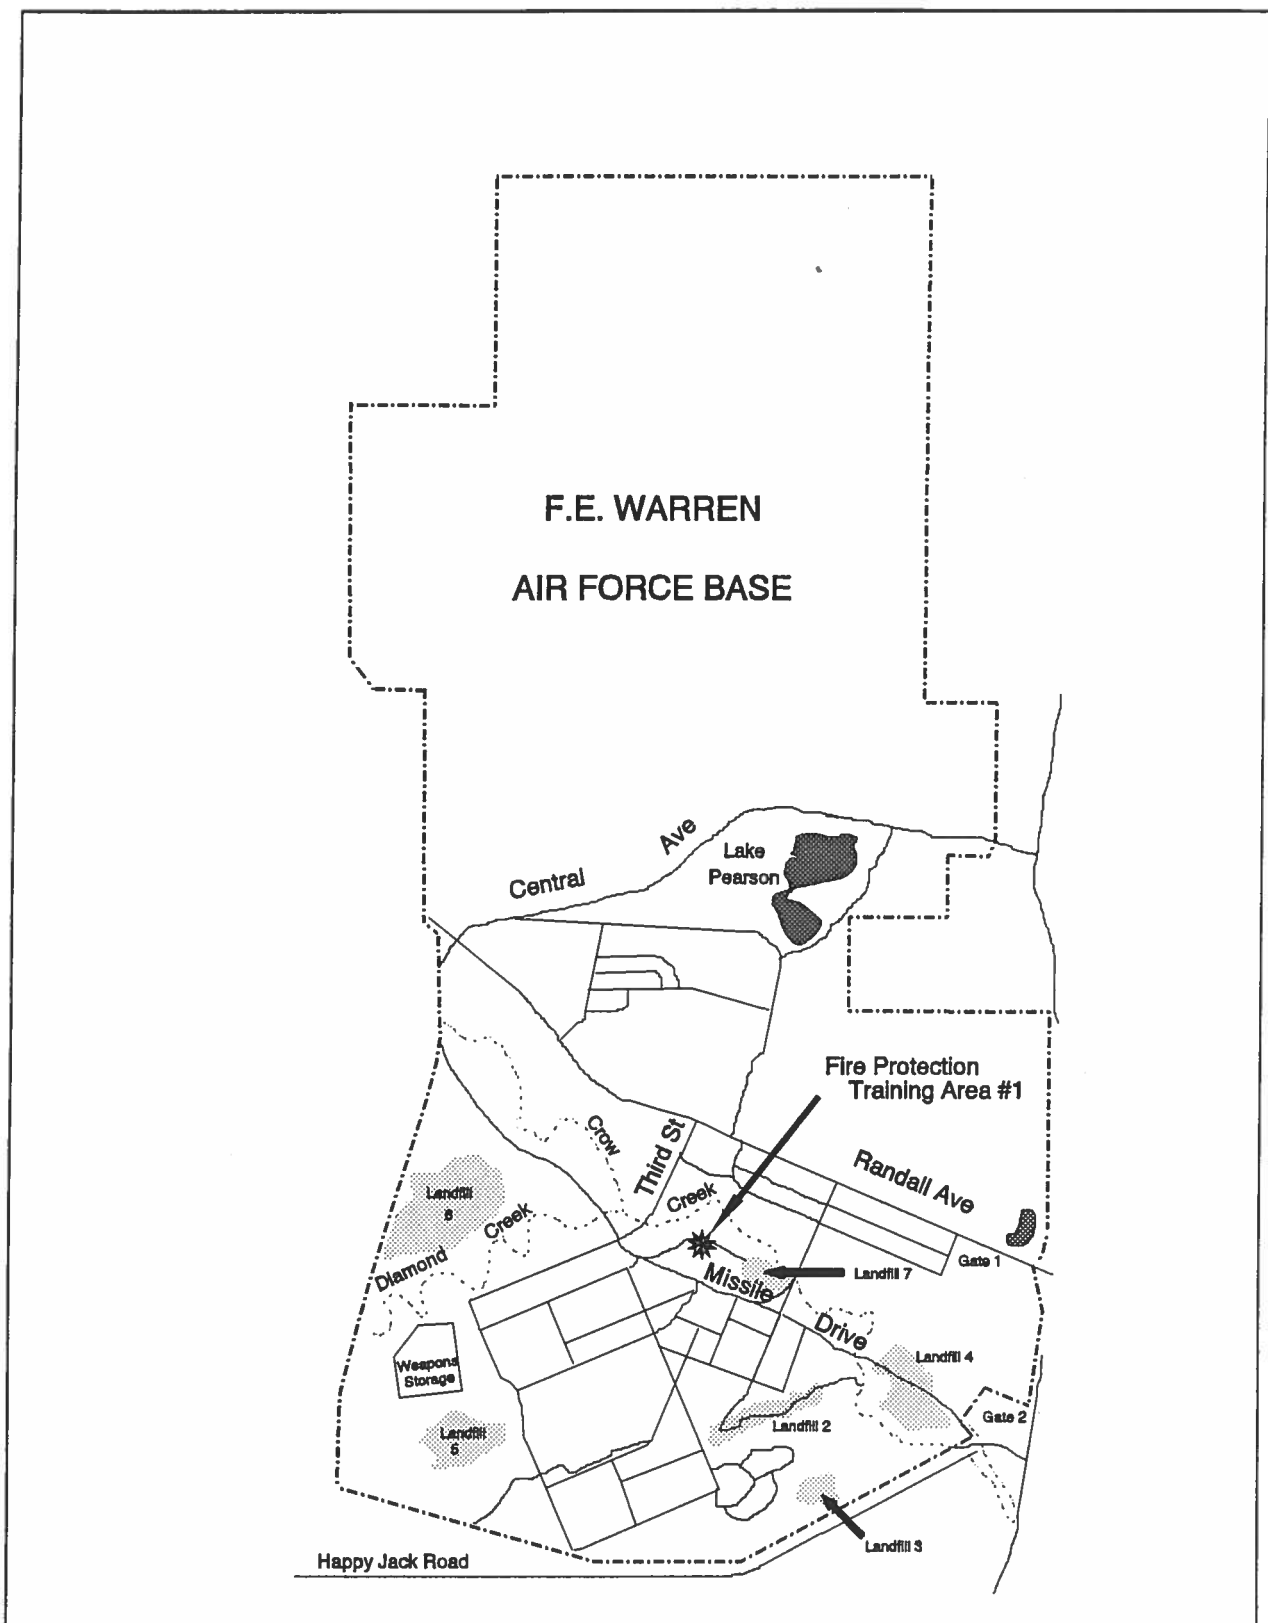 F.E. WARREN
AIR FORCE BASE
Central Ave
Lake
Pearson
Fire Protection
Training Area #1
Crow
Creek
Third St
Randall Ave
Landfill
6
Diamond
Creek
Gate 1
Landfill 7
Missile
Drive
Landfill 4
Weapons
Storage
Gate 2
Landfill 2
Landfill
5
Landfill 3
Happy Jack Road